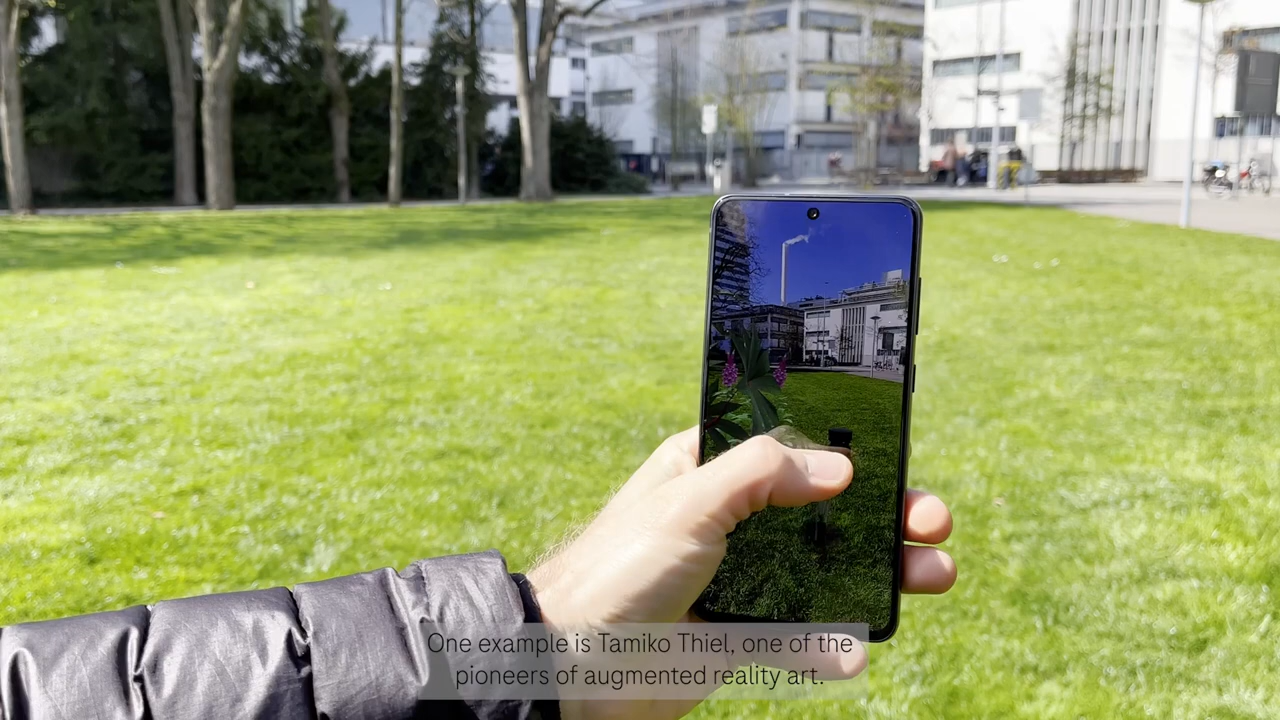 One example is Tamiko Thiel, one of the
pioneers of augmented reality art.